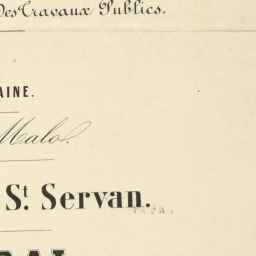 Des Travaux Publics.
AINE.
Malo.
St Servan.